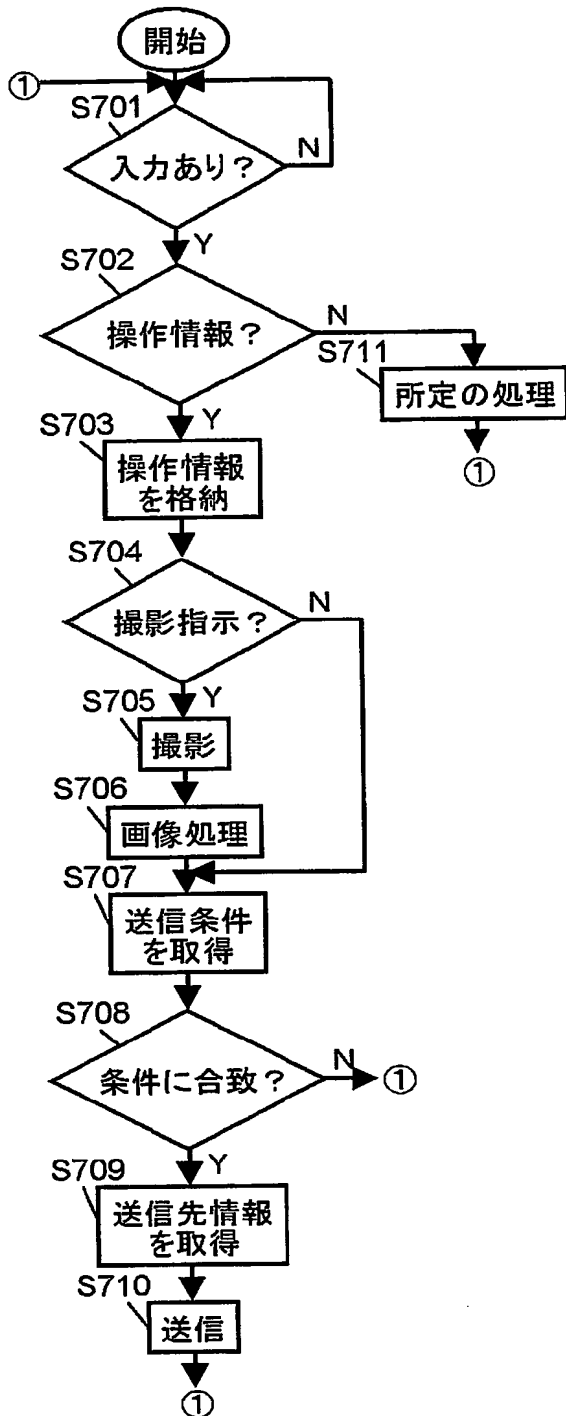 開始
①
S701
入力あり?
N
Y
S702
操作情報?
N
S711
所定の処理
①
Y
S703
操作情報
を格納
S704
撮影指示?
N
Y
S705
撮影
S706
画像処理
S707
送信条件
を取得
S708
条件に合致?
N
①
Y
S709
送信先情報
を取得
S710
送信
①